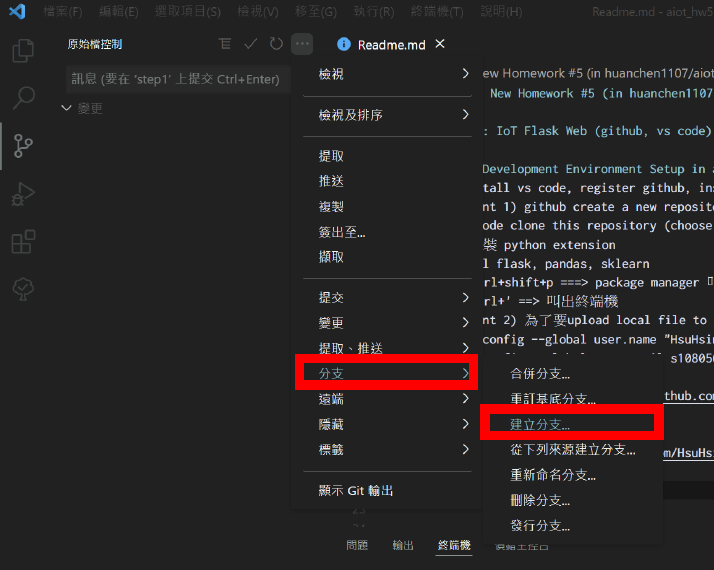 檔案(F) 編輯(E) 選取項目(S) 檢視(V) 移至(G) 執行(R) 終端機(T) 說明(H) Readme.md - aiot_hw5
原始檔控制
Readme.md
訊息 (要在 'step1' 上提交 Ctrl+Enter)
變更
檢視
檢視及排序
提取
推送
複製
簽出至...
擷取
提交
變更
提取、推送
分支
遠端
隱藏
標籤
顯示 Git 輸出
合併分支...
重訂基底分支...
建立分支...
從下列來源建立分支...
重新命名分支...
刪除分支...
發行分支...
ew Homework #5 (in huanchen1107/aiot
New Homework #5 (in huanchen1107
: IoT Flask Web (github, vs code)
Development Environment Setup in
tall vs code, register github, in
nt 1) github create a new reposit
ode clone this repository (choose
裝 python extension
l flask, pandas, sklearn
rl+shift+p ===> package manager
rl+' ==> 叫出終端機
nt 2) 為了要upload local file to
config --global user.name "HsuHsi
s10805
thub.com
om/HsuHsi
問題 輸出 終端機